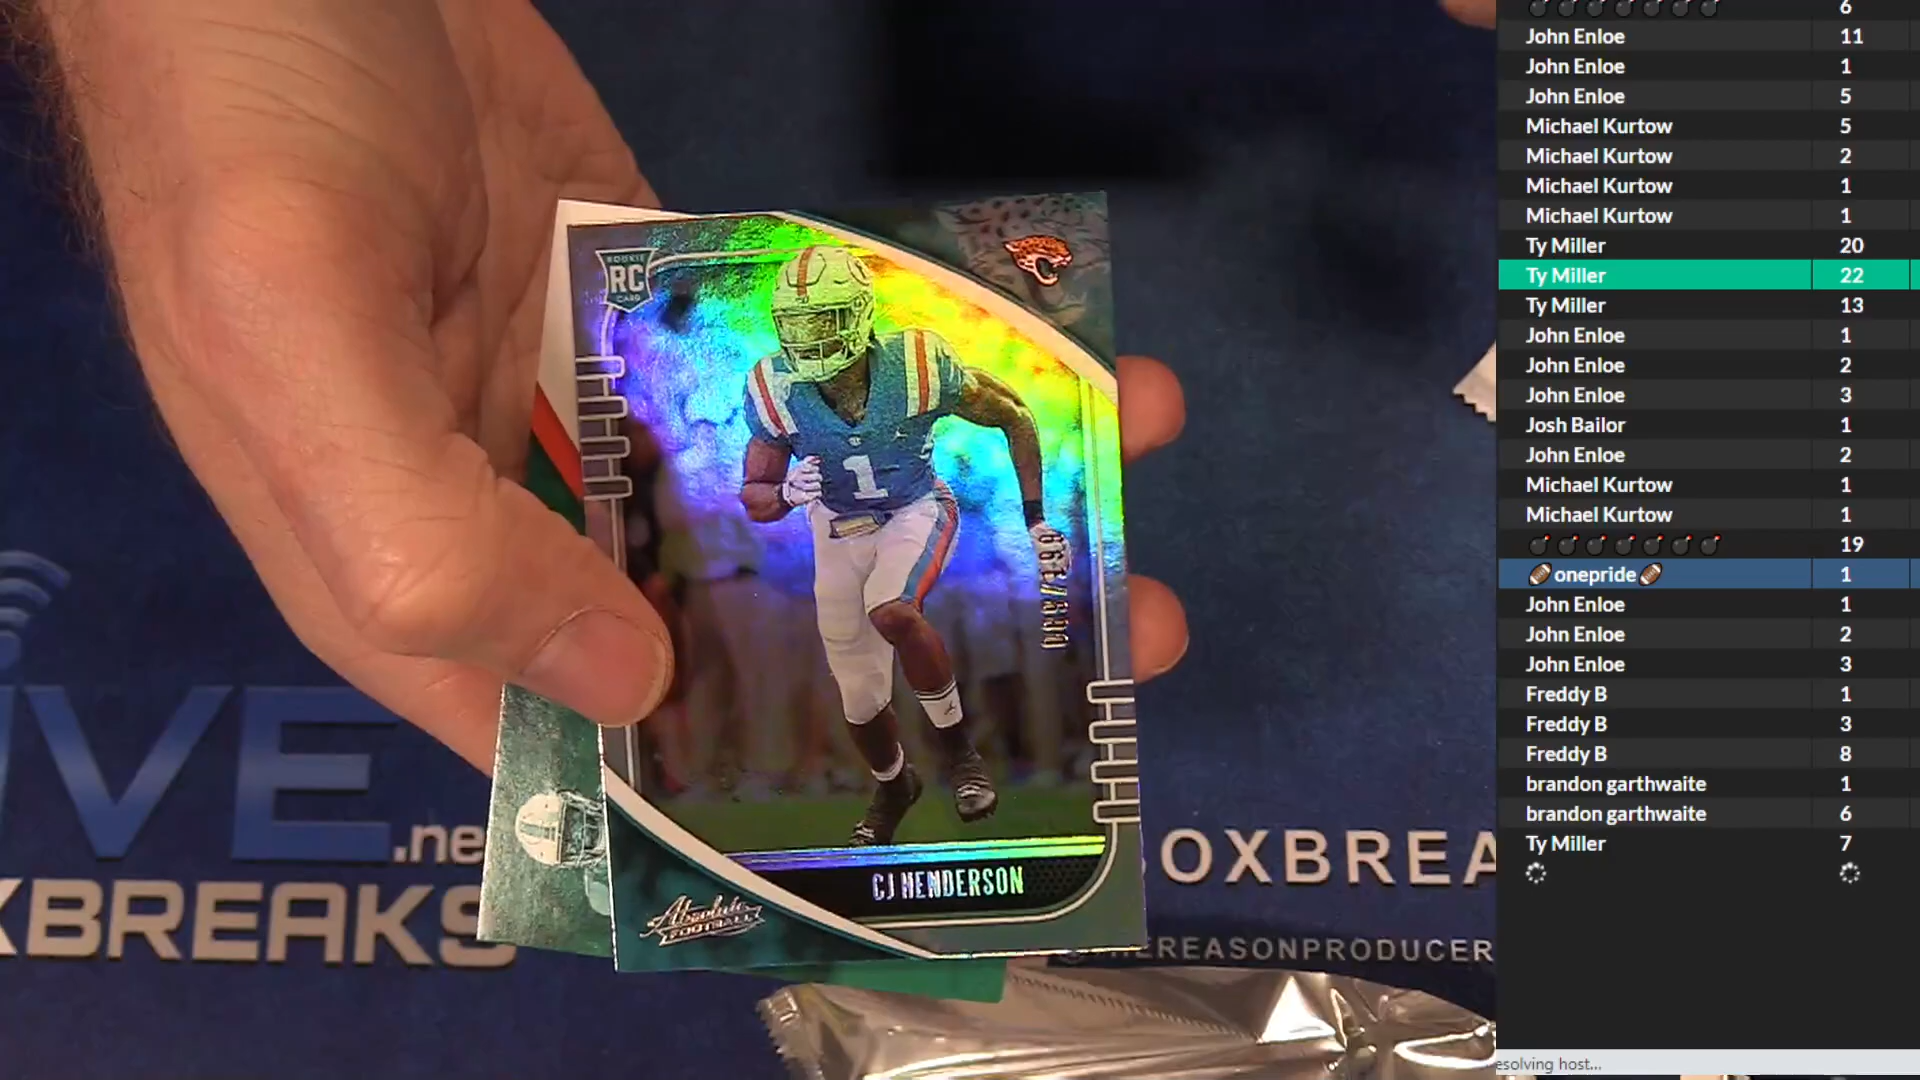 ROOKIE
RC
CARD
1
CJ HENDERSON
Absolute
FOOTBALL
IVE.ne
XBREAKS
OXBREA
HEREASONPRODUCER
6
John Enloe 11
John Enloe 1
John Enloe 5
Michael Kurtow 5
Michael Kurtow 2
Michael Kurtow 1
Michael Kurtow 1
Ty Miller 20
Ty Miller 22
Ty Miller 13
John Enloe 1
John Enloe 2
John Enloe 3
Josh Bailor 1
John Enloe 2
Michael Kurtow 1
Michael Kurtow 1
19
onepride 1
John Enloe 1
John Enloe 2
John Enloe 3
Freddy B 1
Freddy B 3
Freddy B 8
brandon garthwaite 1
brandon garthwaite 6
Ty Miller 7
esolving host...